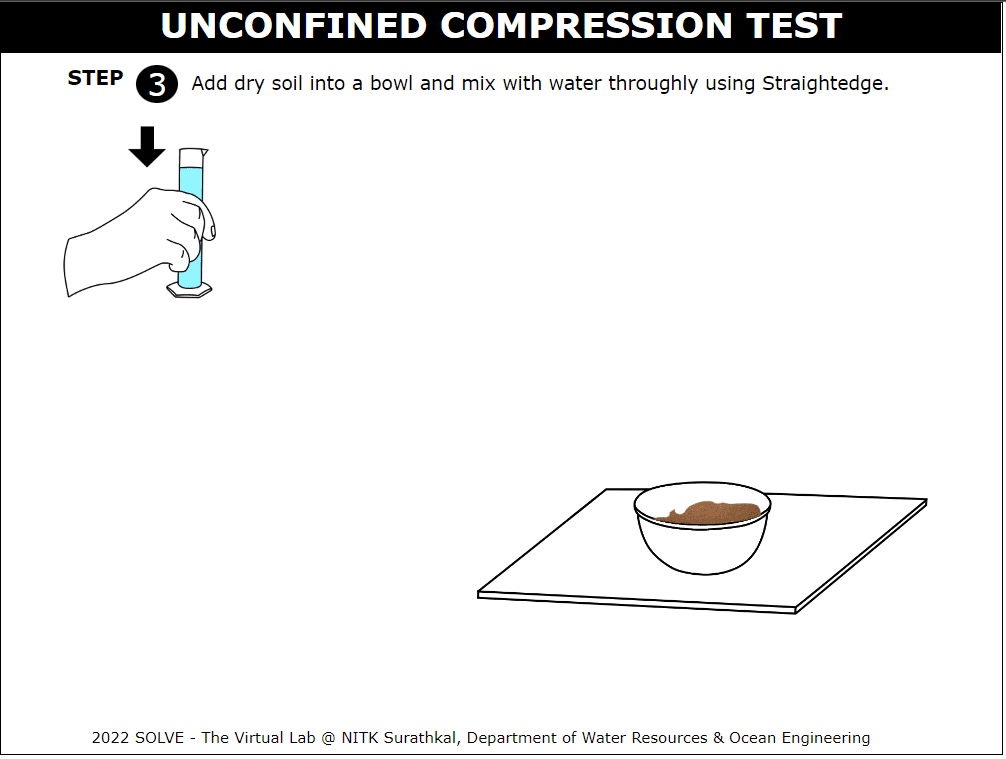 UNCONFINED COMPRESSION TEST
STEP 3 Add dry soil into a bowl and mix with water throughly using Straightedge.
2022 SOLVE - The Virtual Lab @ NITK Surathkal, Department of Water Resources & Ocean Engineering